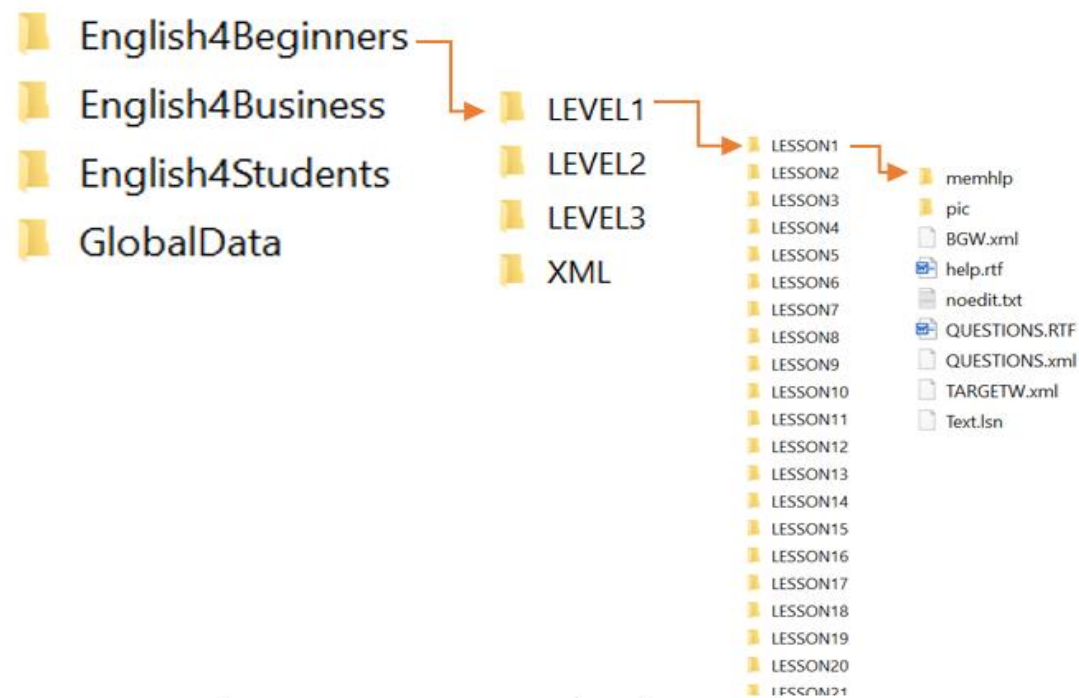 English4Beginners
English4Business
English4Students
GlobalData
LEVEL1
LEVEL2
LEVEL3
XML
LESSON1
LESSON2
LESSON3
LESSON4
LESSON5
LESSON6
LESSON7
LESSON8
LESSON9
LESSON10
LESSON11
LESSON12
LESSON13
LESSON14
LESSON15
LESSON16
LESSON17
LESSON18
LESSON19
LESSON20
LESSON21
memhlp
pic
BGW.xml
help.rtf
noedit.txt
QUESTIONS.RTF
QUESTIONS.xml
TARGETW.xml
Text.lsn